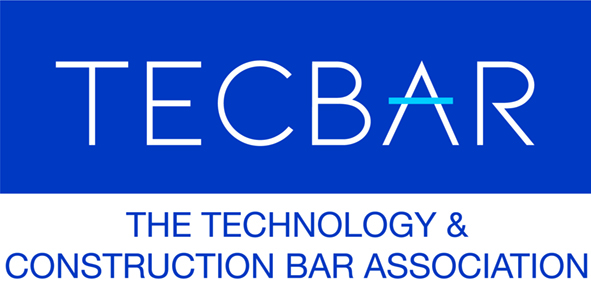 TECBAR
THE TECHNOLOGY &
CONSTRUCTION BAR ASSOCIATION